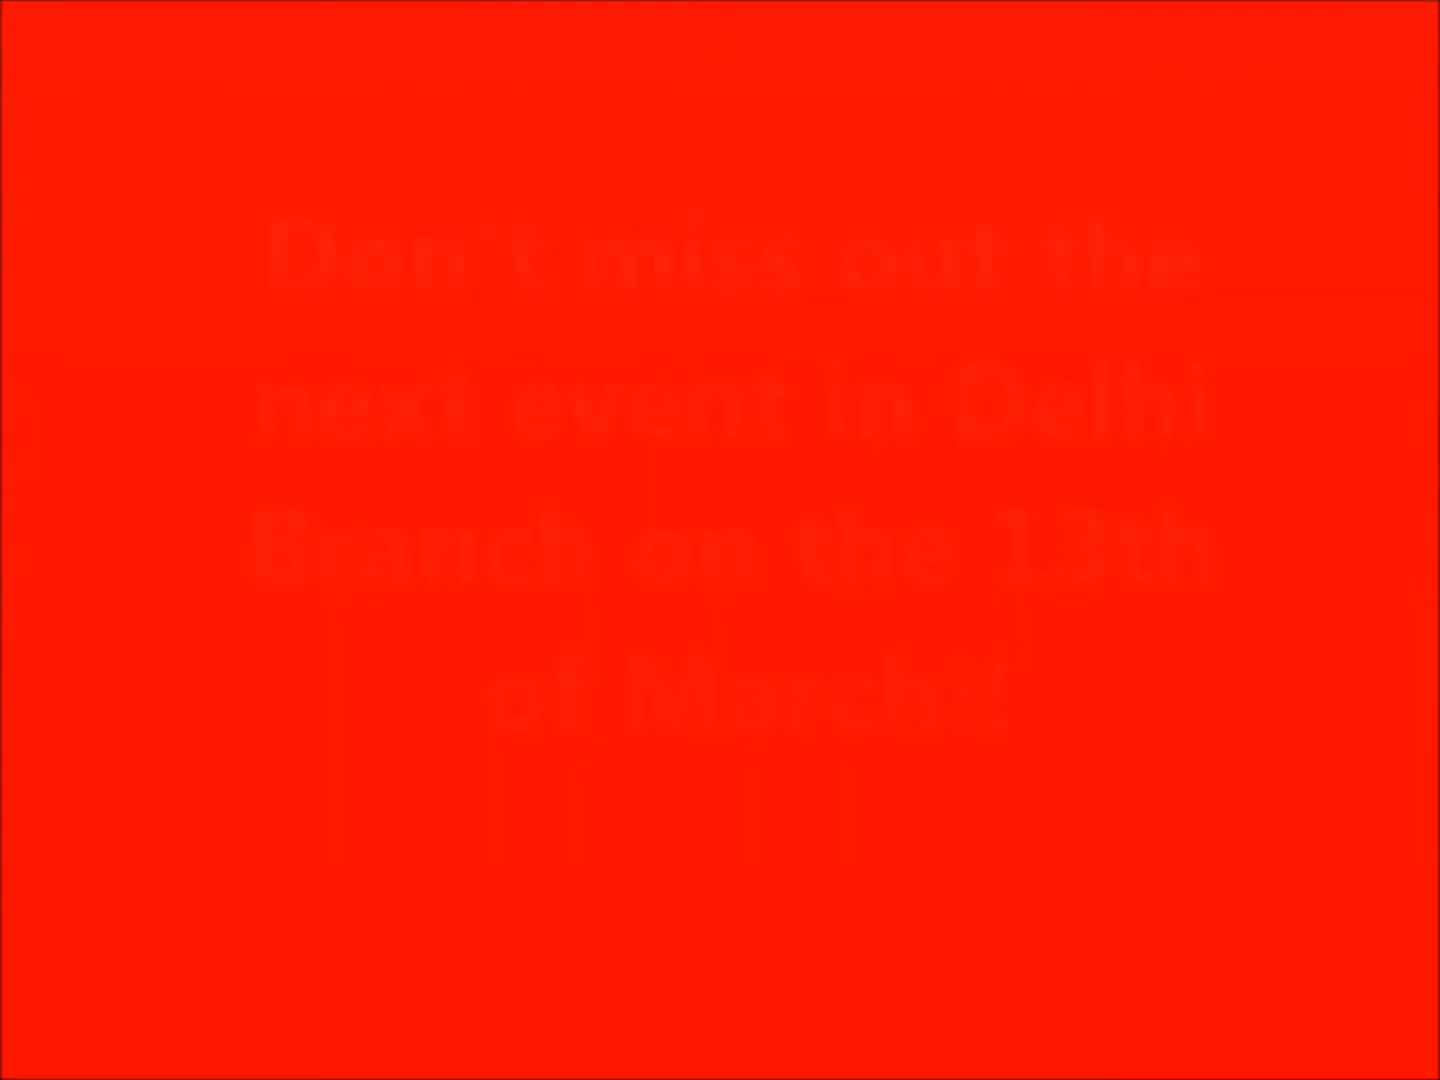 Don't miss out the
next event in Delhi
Branch on the 13th
of March!!